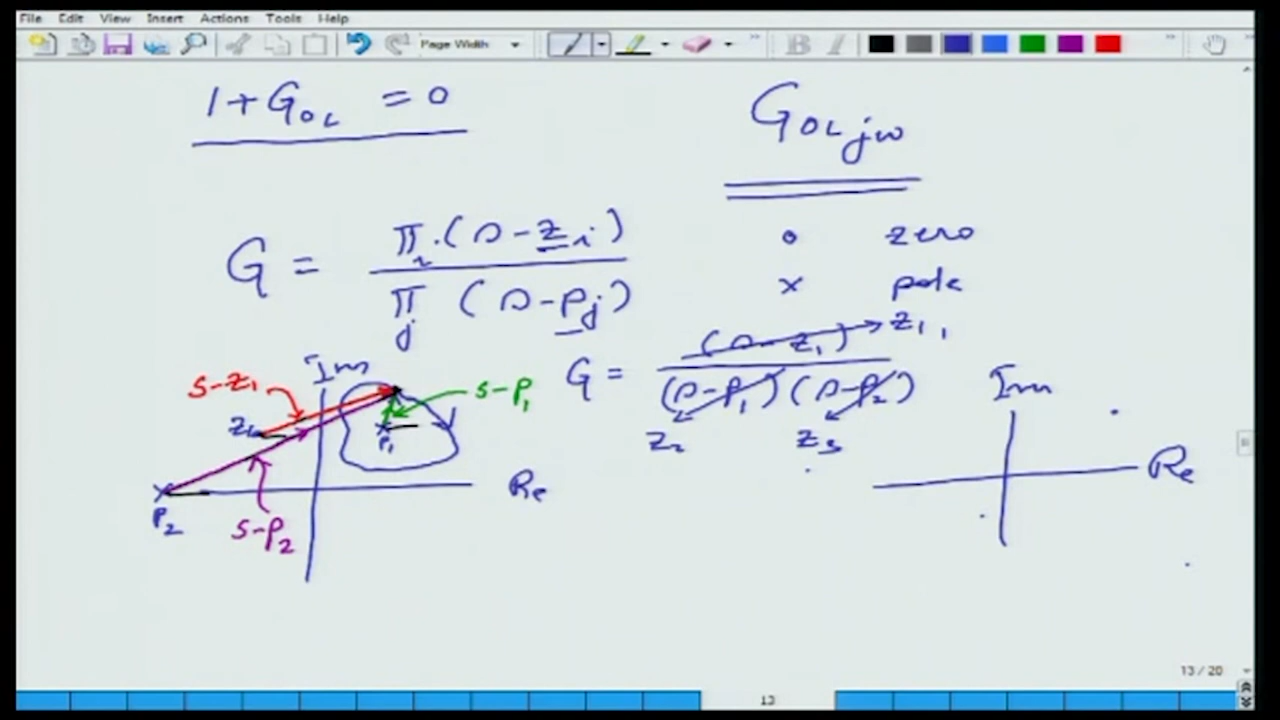 File Edit View Insert Actions Tools Help
Page Width
1 + G_OL = 0
G_OL jω
G = π_i (s - z_i) / π_j (s - p_j)
o zero
x pole
G = (s - z_1) / (s - p_1)(s - p_2)
z_1,
z_2
z_3
Im
s-z_1
s-p_1
z_1
p_1
Re
p_2
s-p_2
Im
Re
13 / 20
13